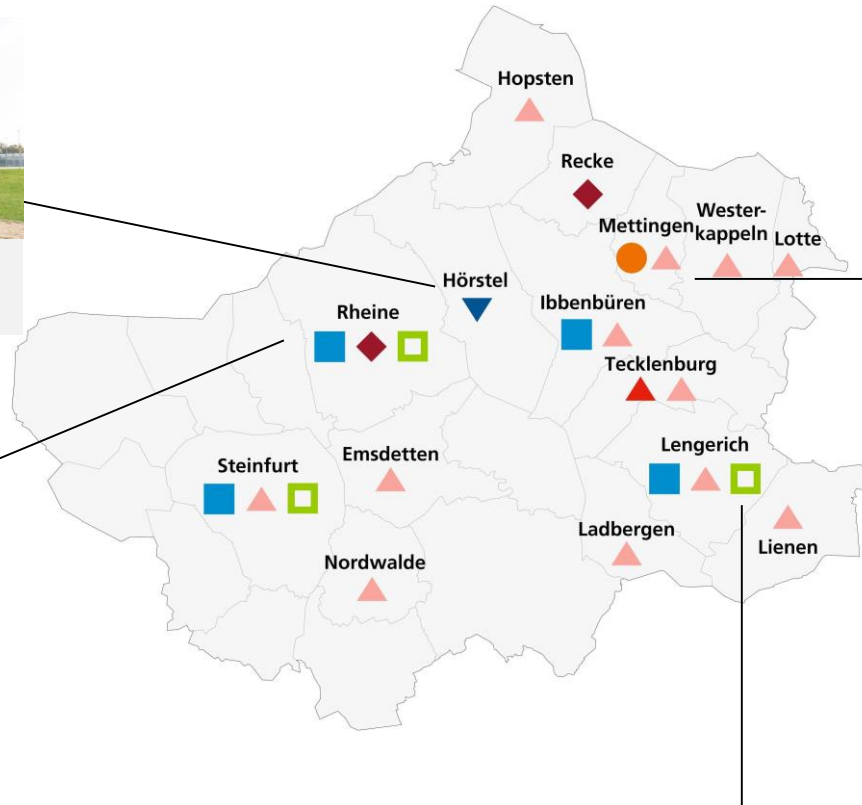 Hopsten
Recke
Wester-
kappeln
Mettingen
Lotte
Hörstel
Ibbenbüren
Rheine
Tecklenburg
Lengerich
Emsdetten
Steinfurt
Ladbergen
Lienen
Nordwalde